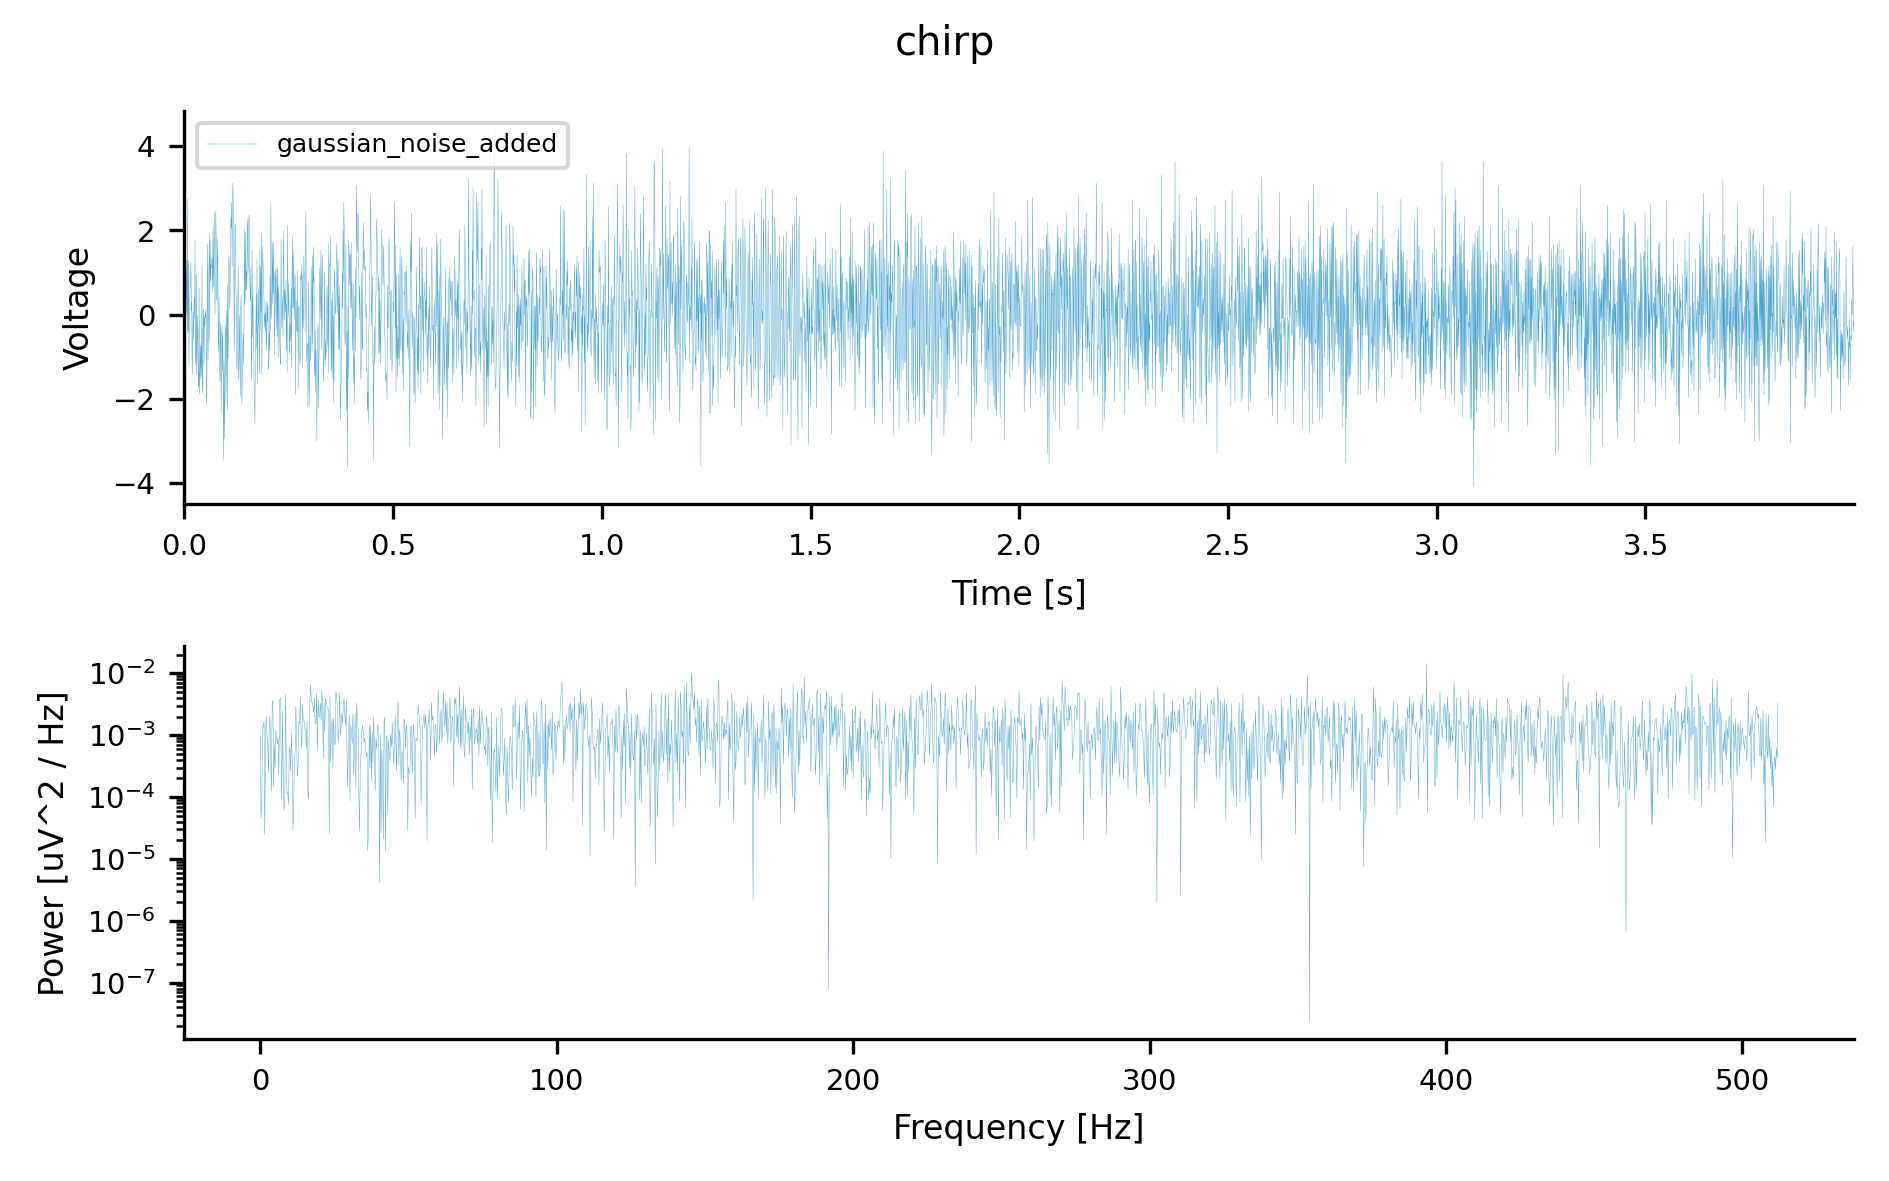 chirp
gaussian_noise_added
4
2
0
−2
−4
Voltage
0.0 0.5 1.0 1.5 2.0 2.5 3.0 3.5
Time [s]
10⁻²
10⁻³
10⁻⁴
10⁻⁵
10⁻⁶
10⁻⁷
Power [uV^2 / Hz]
0 100 200 300 400 500
Frequency [Hz]